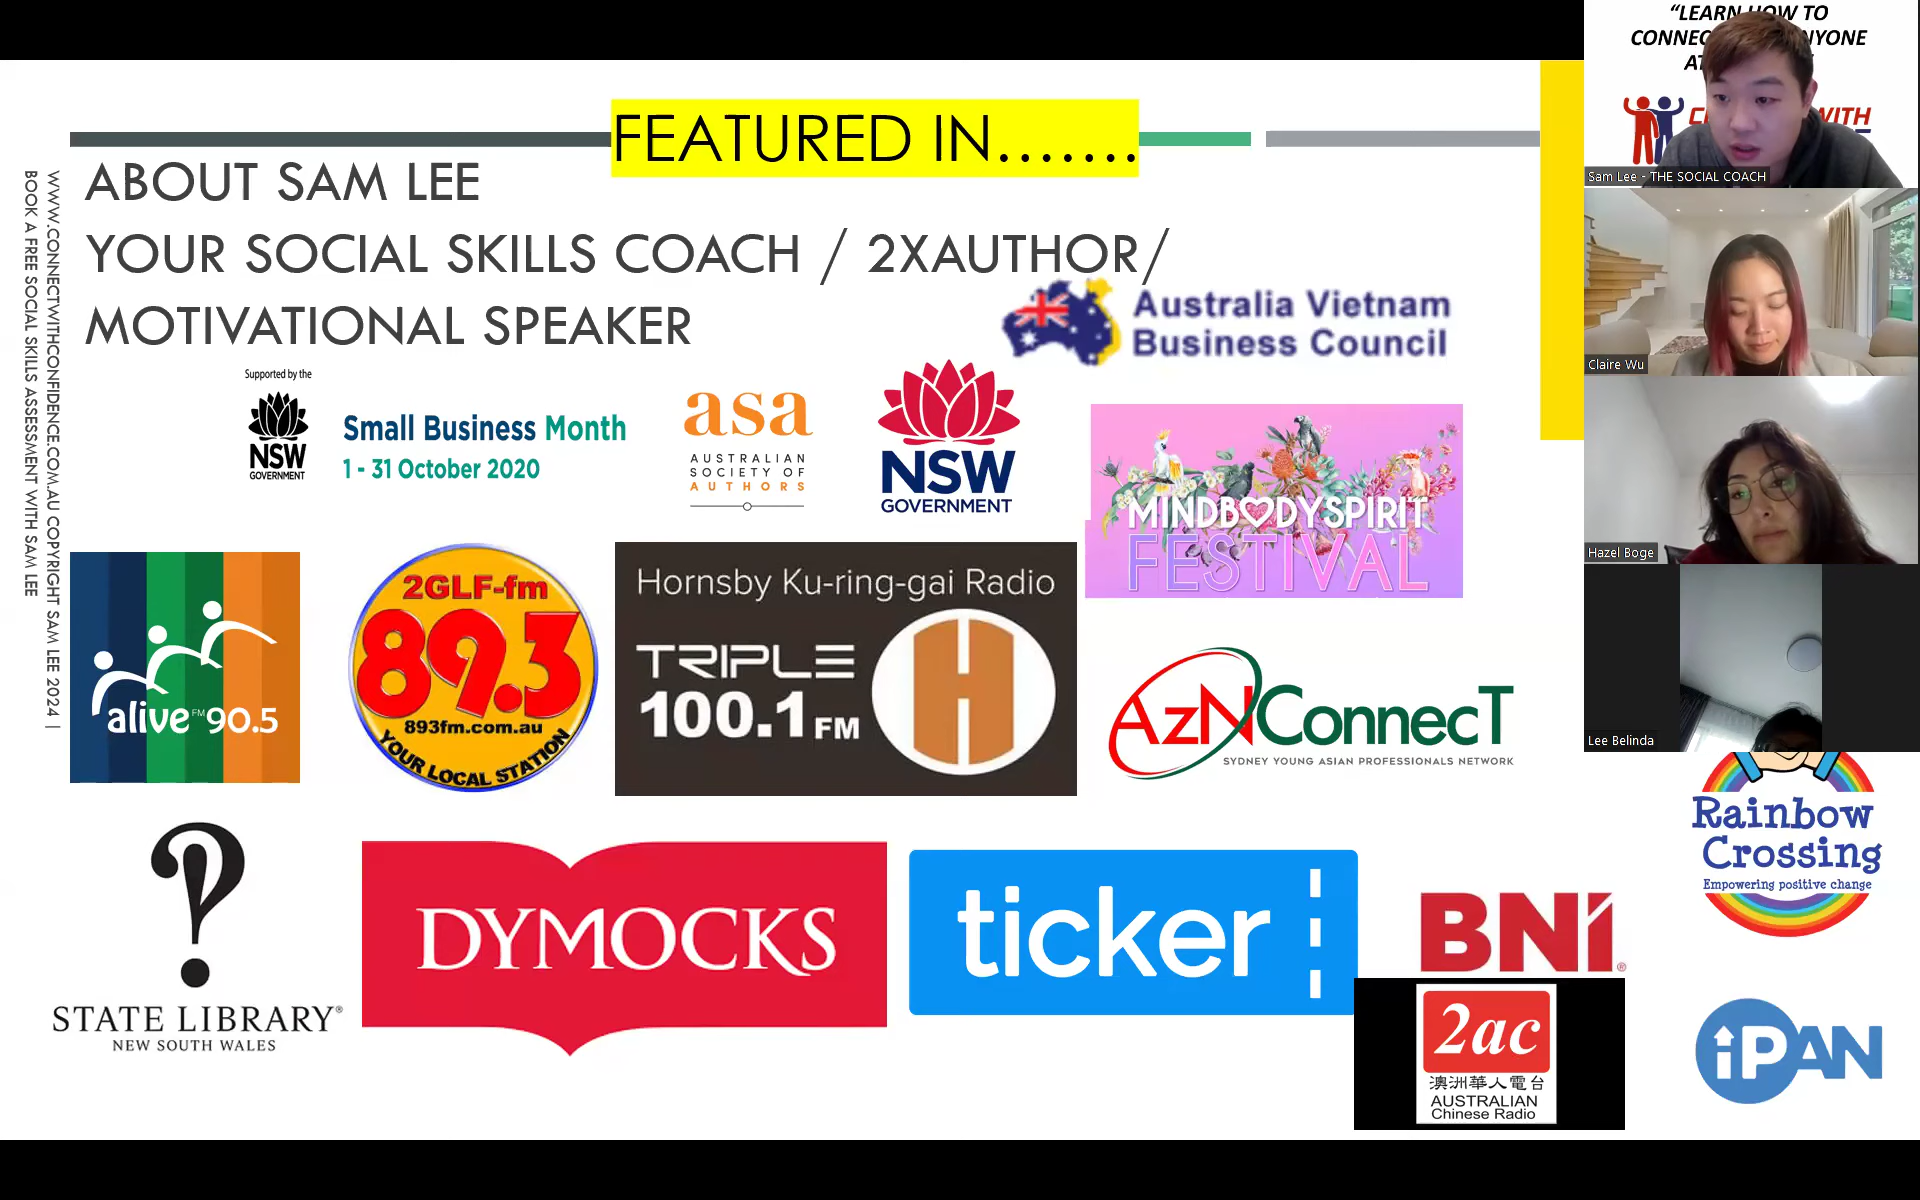 FEATURED IN.......
ABOUT SAM LEE
YOUR SOCIAL SKILLS COACH / 2XAUTHOR/
MOTIVATIONAL SPEAKER
WWW.CONNECTWITHCONFIDENCE.COM.AU COPYRIGHT SAM LEE 2024 |
BOOK A FREE SOCIAL SKILLS ASSESSMENT WITH SAM LEE
Australia Vietnam
Business Council
Supported by the
NSW
GOVERNMENT
Small Business Month
1 - 31 October 2020
asa
AUSTRALIAN
SOCIETY OF
AUTHORS
NSW
GOVERNMENT
MINDBODYSPIRIT
FESTIVAL
alive FM 90.5
2GLF-fm
89.3
893fm.com.au
YOUR LOCAL STATION
Hornsby Ku-ring-gai Radio
TRIPLE
100.1 FM
H
AzN ConnecT
SYDNEY YOUNG ASIAN PROFESSIONALS NETWORK
STATE LIBRARY®
NEW SOUTH WALES
DYMOCKS
ticker
BNI®
2ac
澳洲華人電台
AUSTRALIAN
Chinese Radio
Rainbow
Crossing
Empowering positive change
iPAN
"LEARN HOW TO
WITH
Sam Lee - THE SOCIAL COACH
Claire Wu
Hazel Boge
Lee Belinda